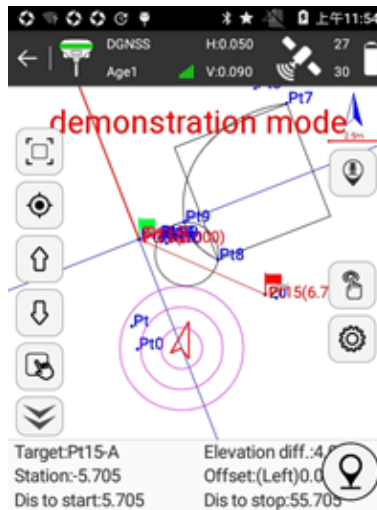 上午11:54
DGNSS H:0.050 27
Age1 V:0.090 30
Pt7
demonstration mode
2.5m
Pt9
Pt8
Pt15(6.7
Pt
Pt0
Target:Pt15-A Elevation diff.:4.
Station:-5.705 Offset:(Left)0.0
Dis to start:5.705 Dis to stop:55.705